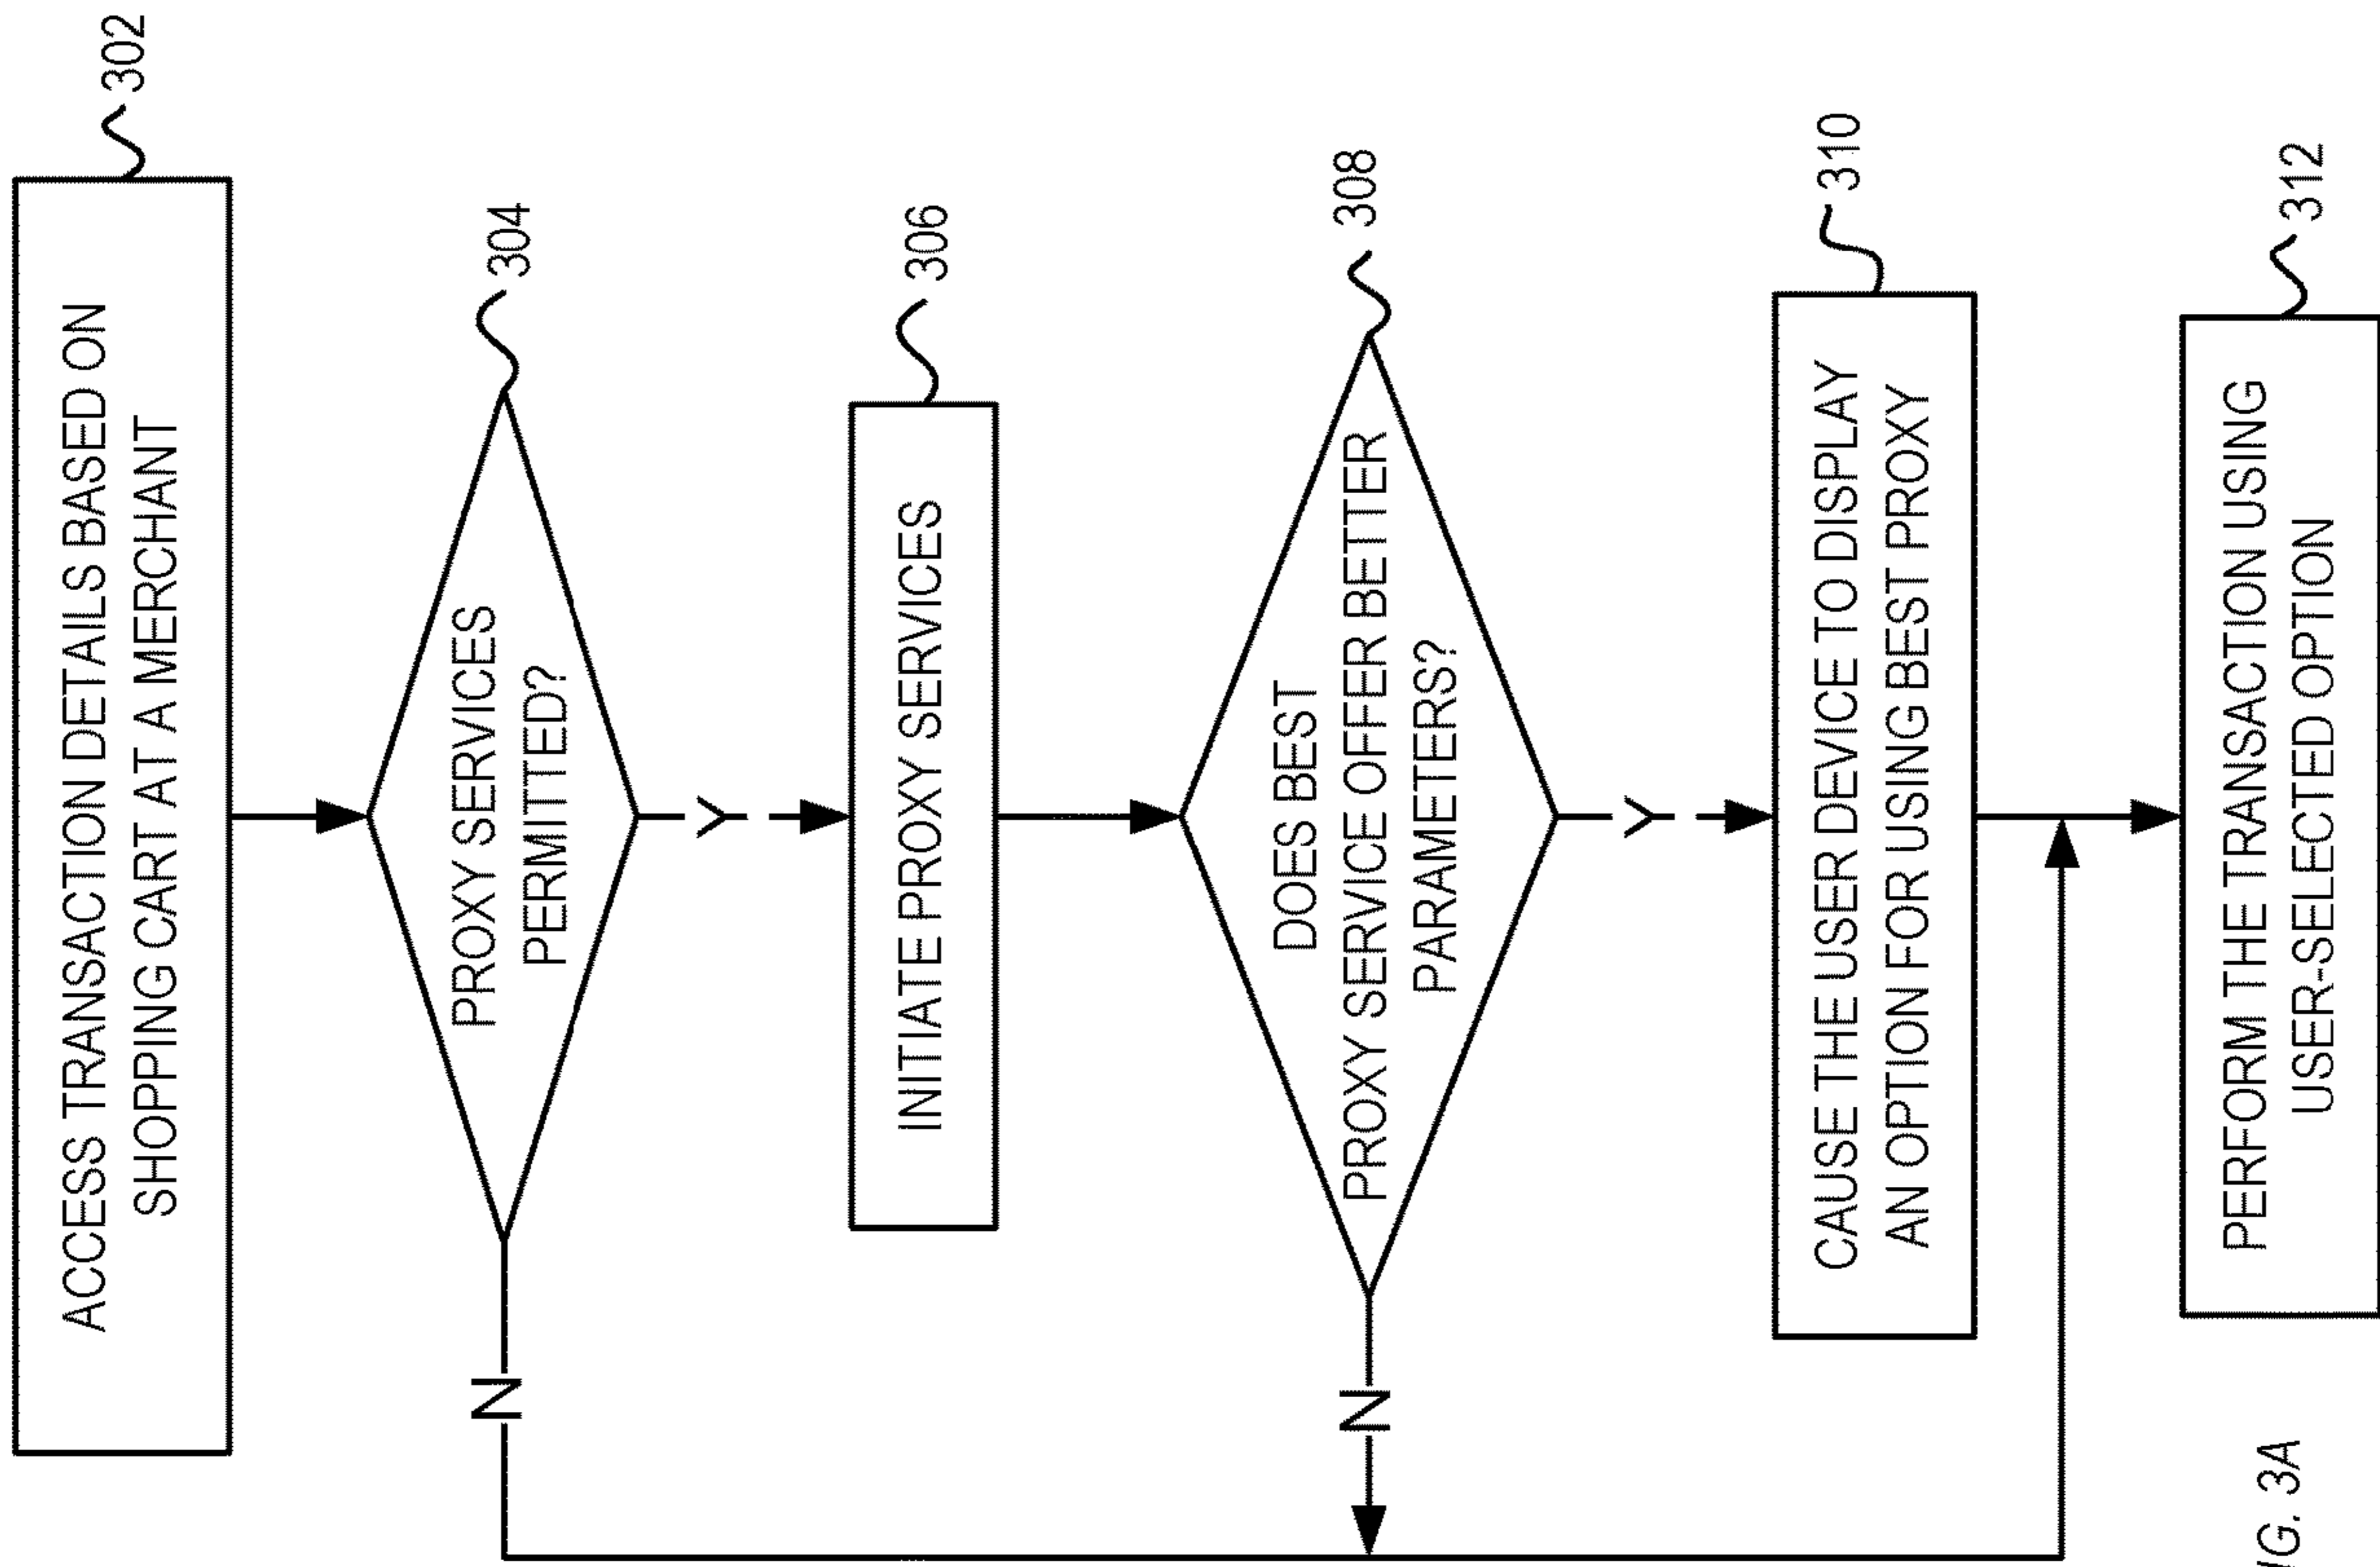 ACCESS TRANSACTION DETAILS BASED ON
SHOPPING CART AT A MERCHANT
302
PROXY SERVICES
PERMITTED?
304
N
Y
INITIATE PROXY SERVICES
306
DOES BEST
PROXY SERVICE OFFER BETTER
PARAMETERS?
308
N
Y
CAUSE THE USER DEVICE TO DISPLAY
AN OPTION FOR USING BEST PROXY
310
PERFORM THE TRANSACTION USING
USER-SELECTED OPTION
312
IG. 3A